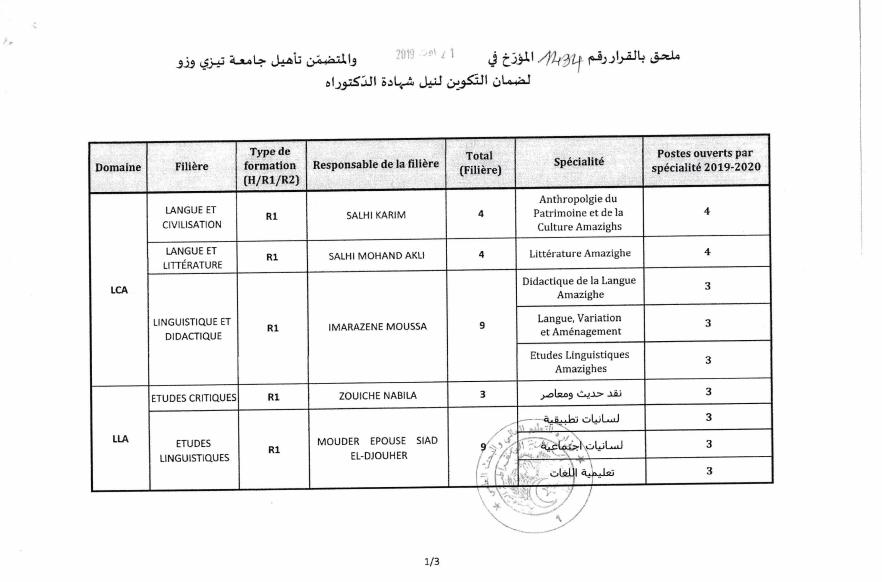 ملحق بالقرار رقم 1434 المؤرّخ في 2019 والمتضمّن تأهيل جامعة تيزي وزو
لضمان التّكوين لنيل شهادة الدّكتوراه
Domaine
Filière
Type de
formation
(H/R1/R2)
Responsable de la filière
Total
(Filière)
Spécialité
Postes ouverts par
spécialité 2019-2020
LCA
LANGUE ET
CIVILISATION
R1
SALHI KARIM
4
Anthropolgie du
Patrimoine et de la
Culture Amazighs
4
LANGUE ET
LITTÉRATURE
R1
SALHI MOHAND AKLI
4
Littérature Amazighe
4
LINGUISTIQUE ET
DIDACTIQUE
R1
IMARAZENE MOUSSA
9
Didactique de la Langue
Amazighe
3
Langue, Variation
et Aménagement
3
Etudes Linguistiques
Amazighes
3
LLA
ETUDES CRITIQUES
R1
ZOUICHE NABILA
3
نقد حديث ومعاصر
3
ETUDES
LINGUISTIQUES
R1
MOUDER EPOUSE SIAD
EL-DJOUHER
9
لسانيات تطبيقية
3
لسانيات اجتماعية
3
تعليمية اللغات
3
1/3